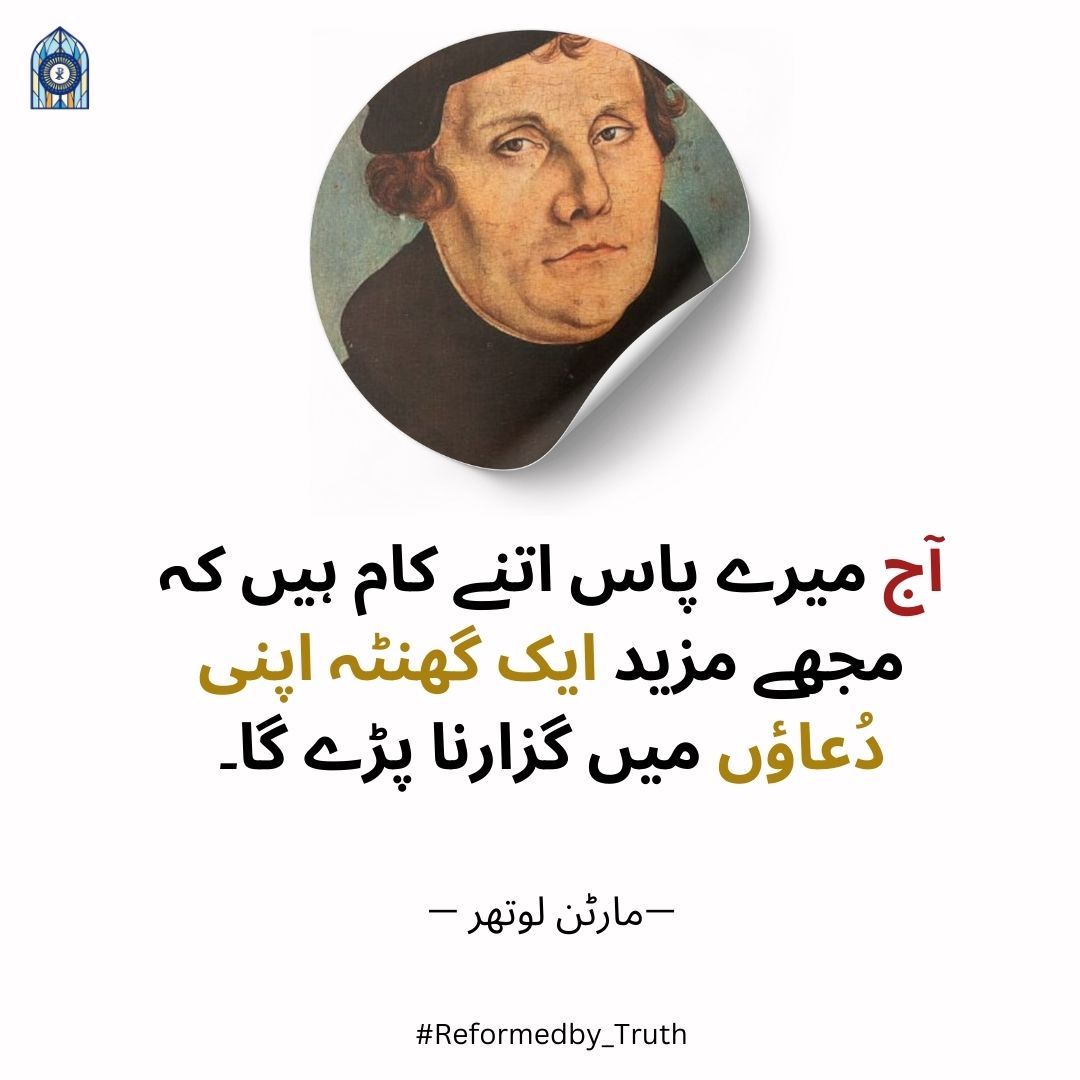 آج میرے پاس اتنے کام ہیں کہ
مجھے مزید ایک گھنٹہ اپنی
دُعاؤں میں گزارنا پڑے گا۔
—مارٹن لوتھر —
#Reformedby_Truth